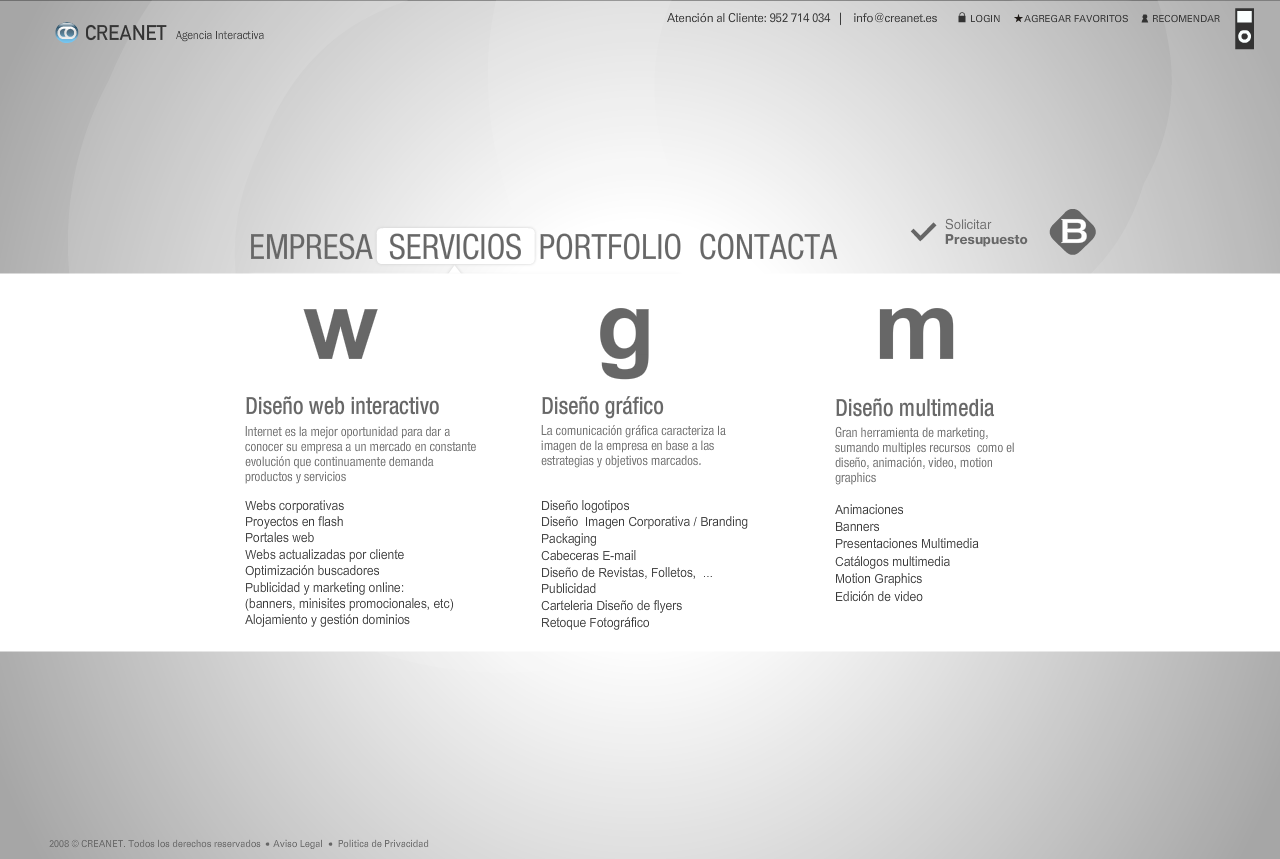 CREANET Agencia Interactiva
Atención al Cliente: 952 714 034 | info@creanet.es LOGIN AGREGAR FAVORITOS RECOMENDAR
Solicitar
Presupuesto
B
EMPRESA SERVICIOS PORTFOLIO CONTACTA
w
Diseño web interactivo
Internet es la mejor oportunidad para dar a
conocer su empresa a un mercado en constante
evolución que continuamente demanda
productos y servicios
Webs corporativas
Proyectos en flash
Portales web
Webs actualizadas por cliente
Optimización buscadores
Publicidad y marketing online:
(banners, minisites promocionales, etc)
Alojamiento y gestión dominios
g
Diseño gráfico
La comunicación gráfica caracteriza la
imagen de la empresa en base a las
estrategias y objetivos marcados.
Diseño logotipos
Diseño  Imagen Corporativa / Branding
Packaging
Cabeceras E-mail
Diseño de Revistas, Folletos,  ...
Publicidad
Carteleria Diseño de flyers
Retoque Fotográfico
m
Diseño multimedia
Gran herramienta de marketing,
sumando multiples recursos  como el
diseño, animación, video, motion
graphics
Animaciones
Banners
Presentaciones Multimedia
Catálogos multimedia
Motion Graphics
Edición de video
2008 © CREANET. Todos los derechos reservados • Aviso Legal • Politica de Privacidad